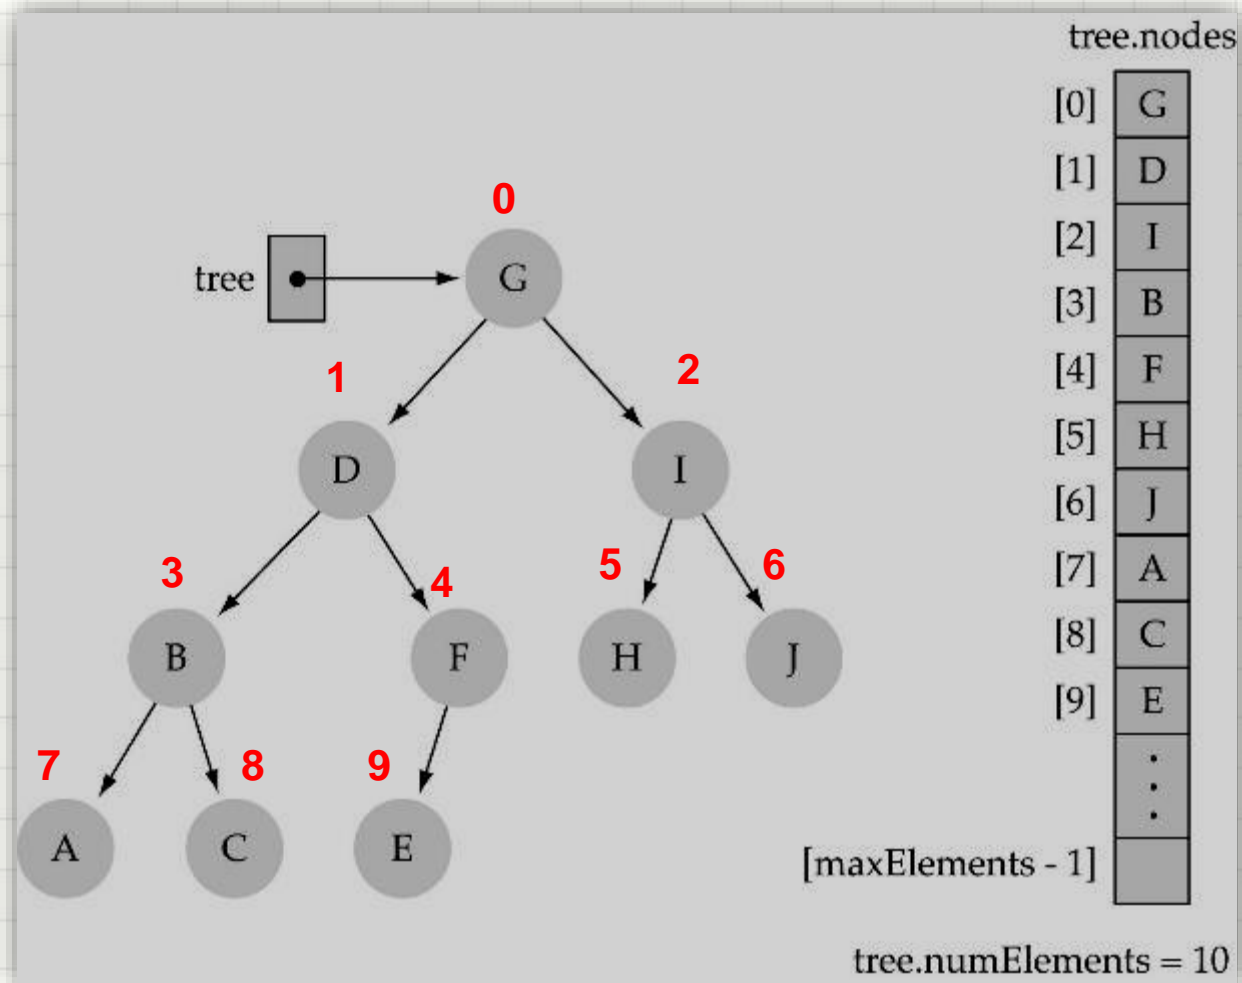 tree.nodes
[0] G
[1] D
0
[2] I
tree G
[3] B
1 2
[4] F
[5] H
D I
[6] J
3 4 5 6
[7] A
B F H J
[8] C
[9] E
7 8 9
A C E
[maxElements - 1]
tree.numElements = 10